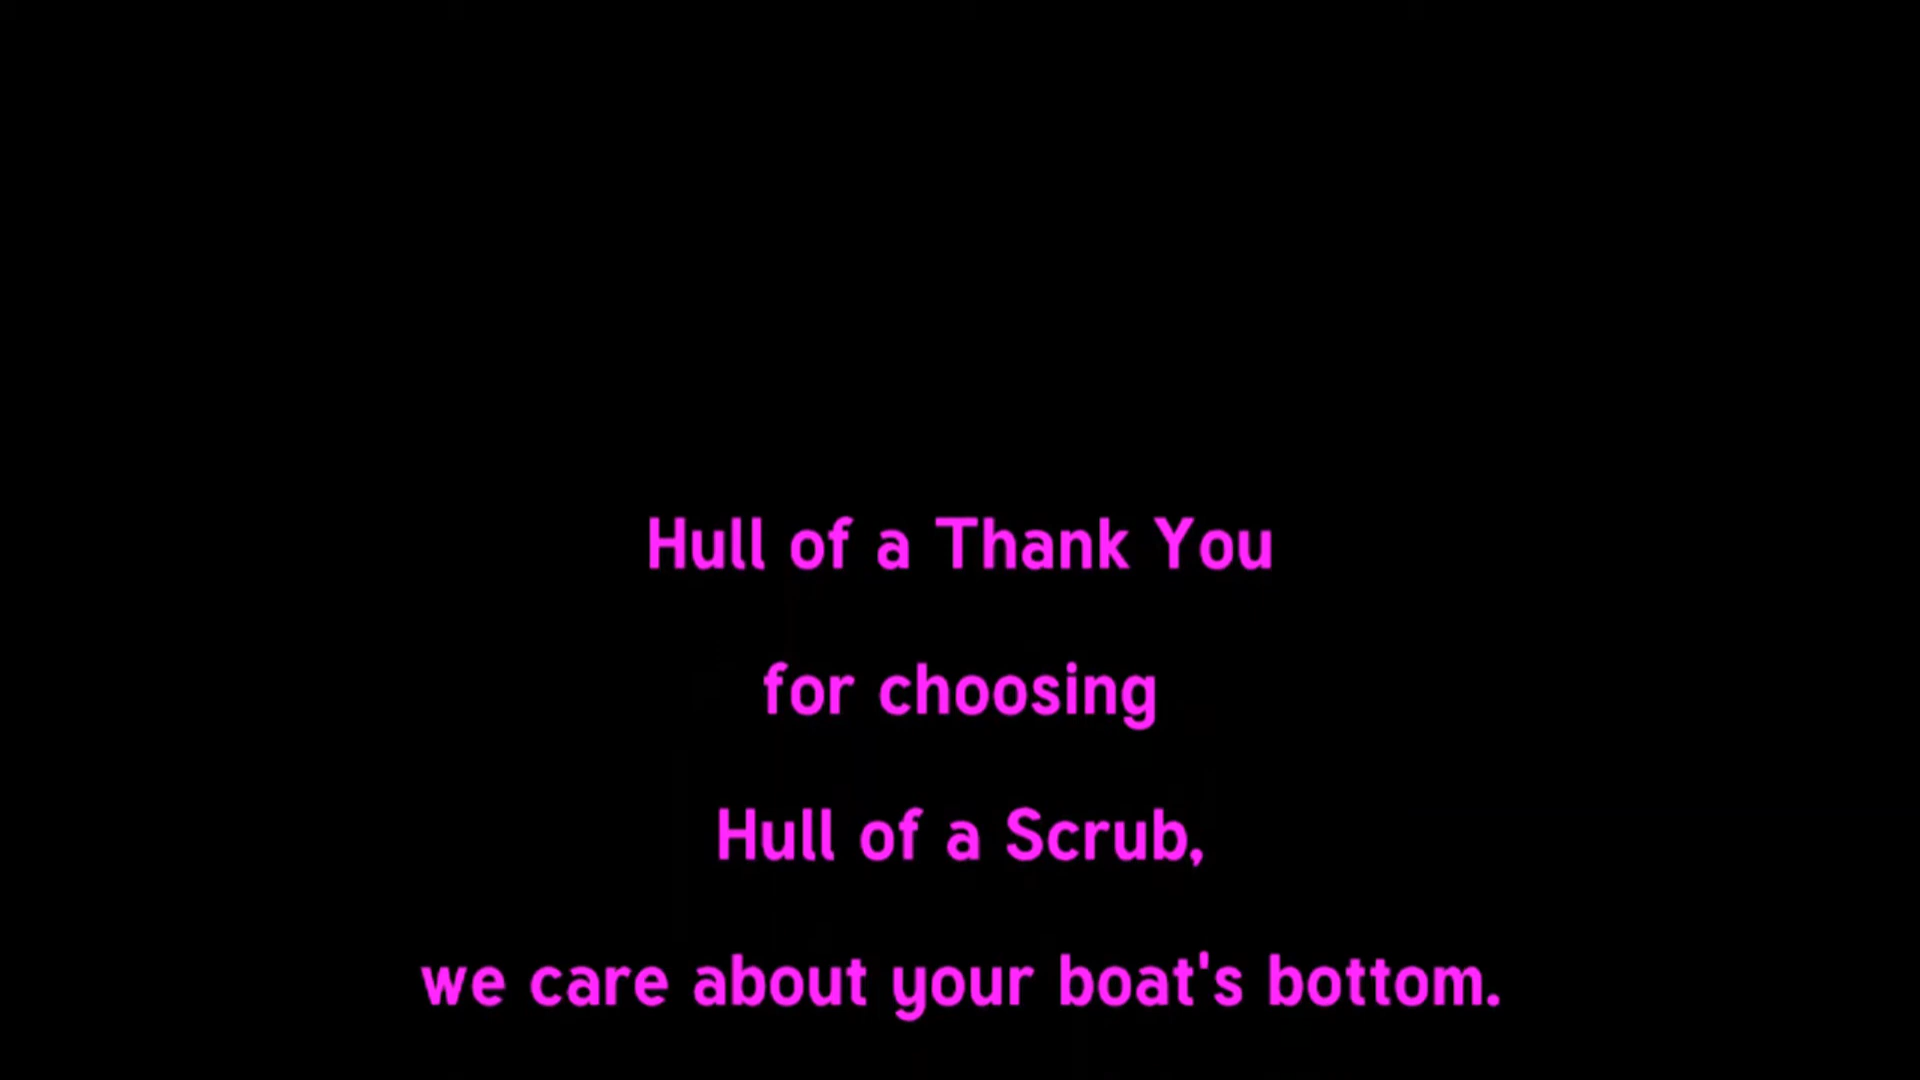 Hull of a Thank You
for choosing
Hull of a Scrub,
we care about your boat's bottom.